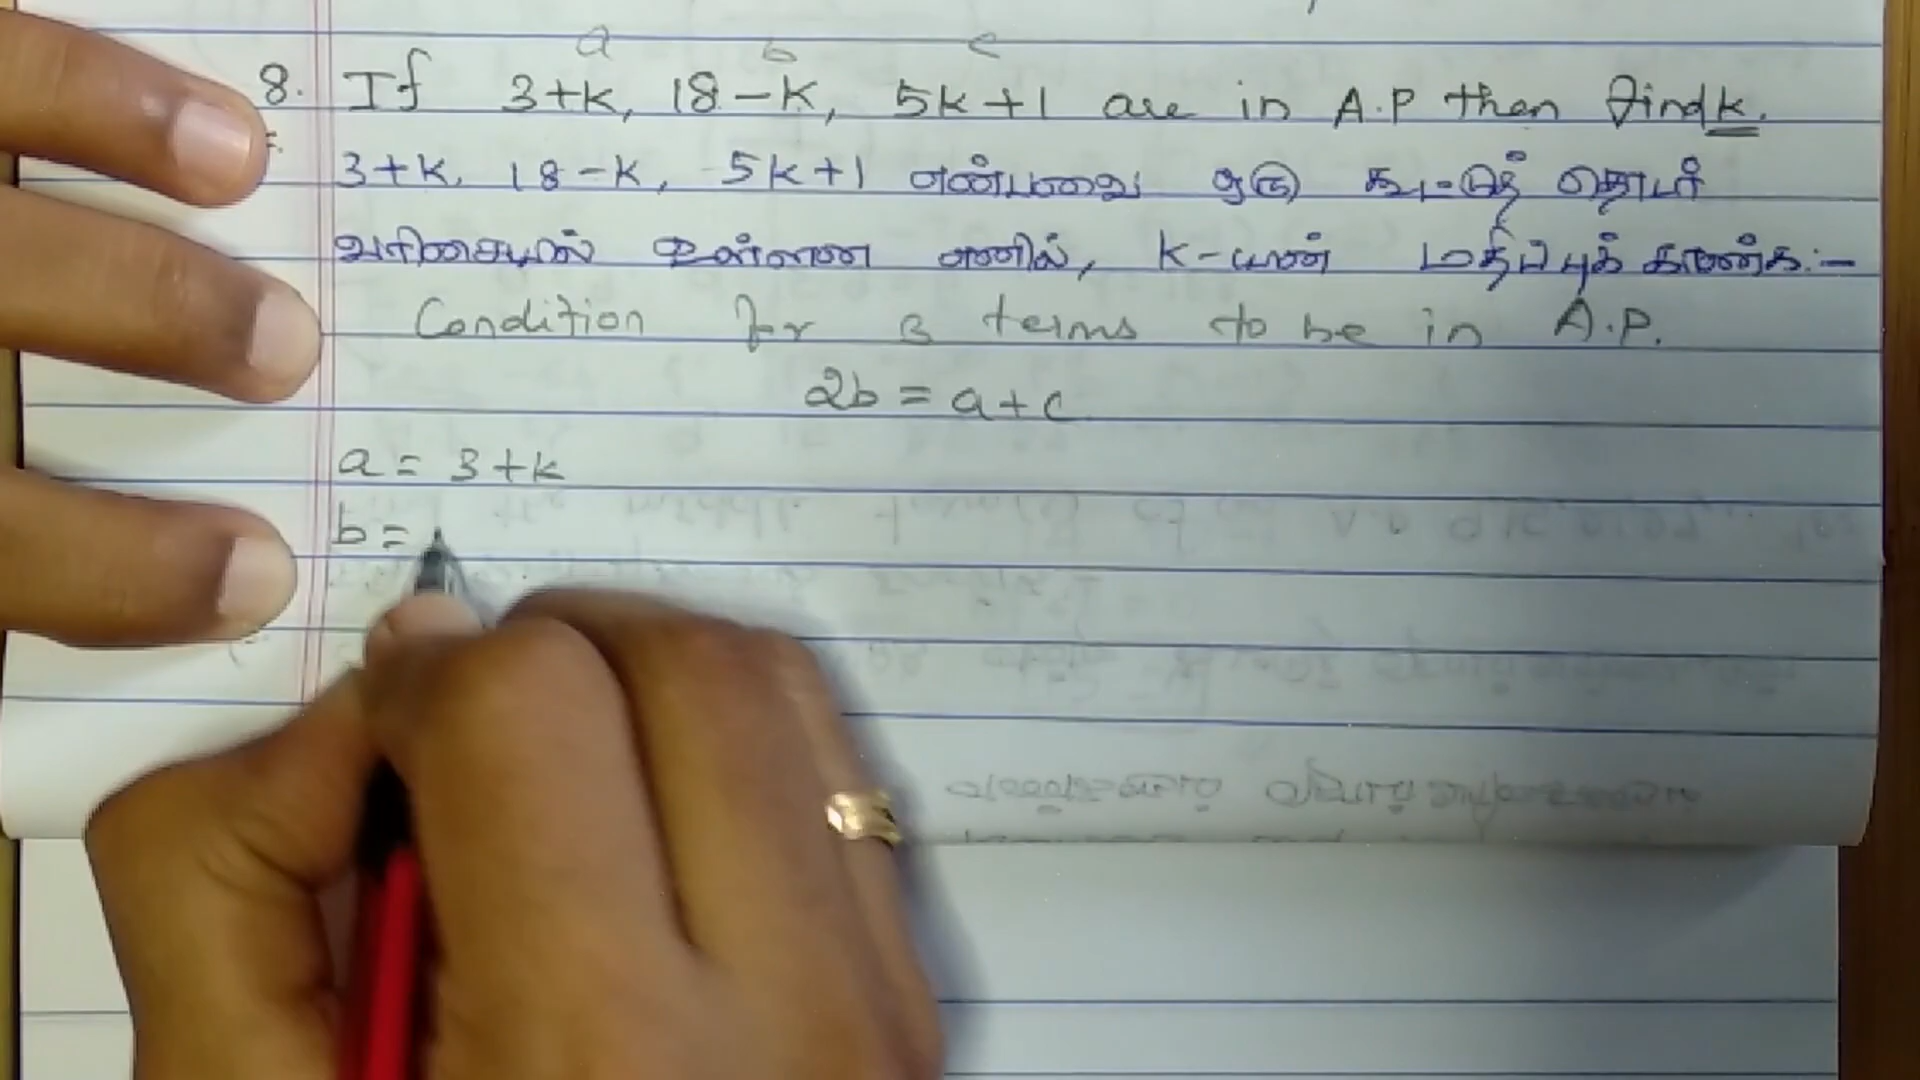 a b c
8. If 3+k, 18-k, 5k+1 are in A.P then find k.
3+k, 18-k, 5k+1 என்பவை ஒரு கூட்டுத் தொடர்
வரிசையில் உள்ளன எனில், k-யின் மதிப்புக் காண்க:-
Condition for 3 terms to be in A.P.
2b = a+c
a = 3+k
b =